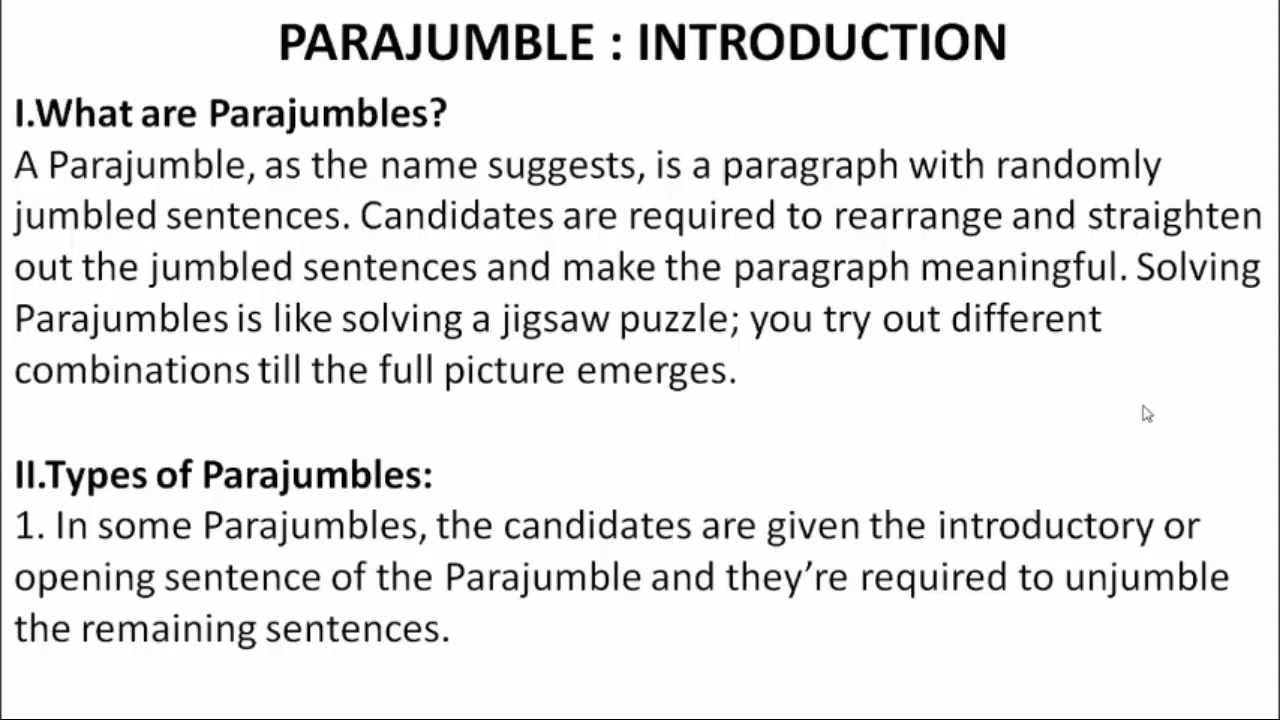 PARAJUMBLE : INTRODUCTION
I.What are Parajumbles?
A Parajumble, as the name suggests, is a paragraph with randomly
jumbled sentences. Candidates are required to rearrange and straighten
out the jumbled sentences and make the paragraph meaningful. Solving
Parajumbles is like solving a jigsaw puzzle; you try out different
combinations till the full picture emerges.
II.Types of Parajumbles:
1. In some Parajumbles, the candidates are given the introductory or
opening sentence of the Parajumble and they’re required to unjumble
the remaining sentences.